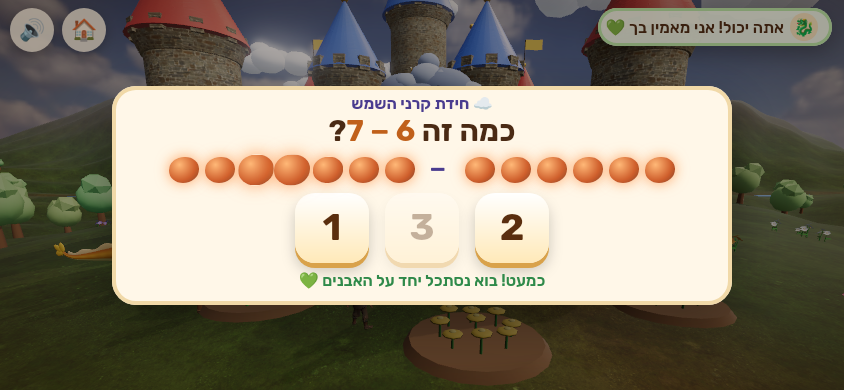 אתה יכול! אני מאמין בך 💚
☁️ חידת קרני השמש
כמה זה 7 – 6?
–
1 3 2
כמעט! בוא נסתכל יחד על האבנים 💚